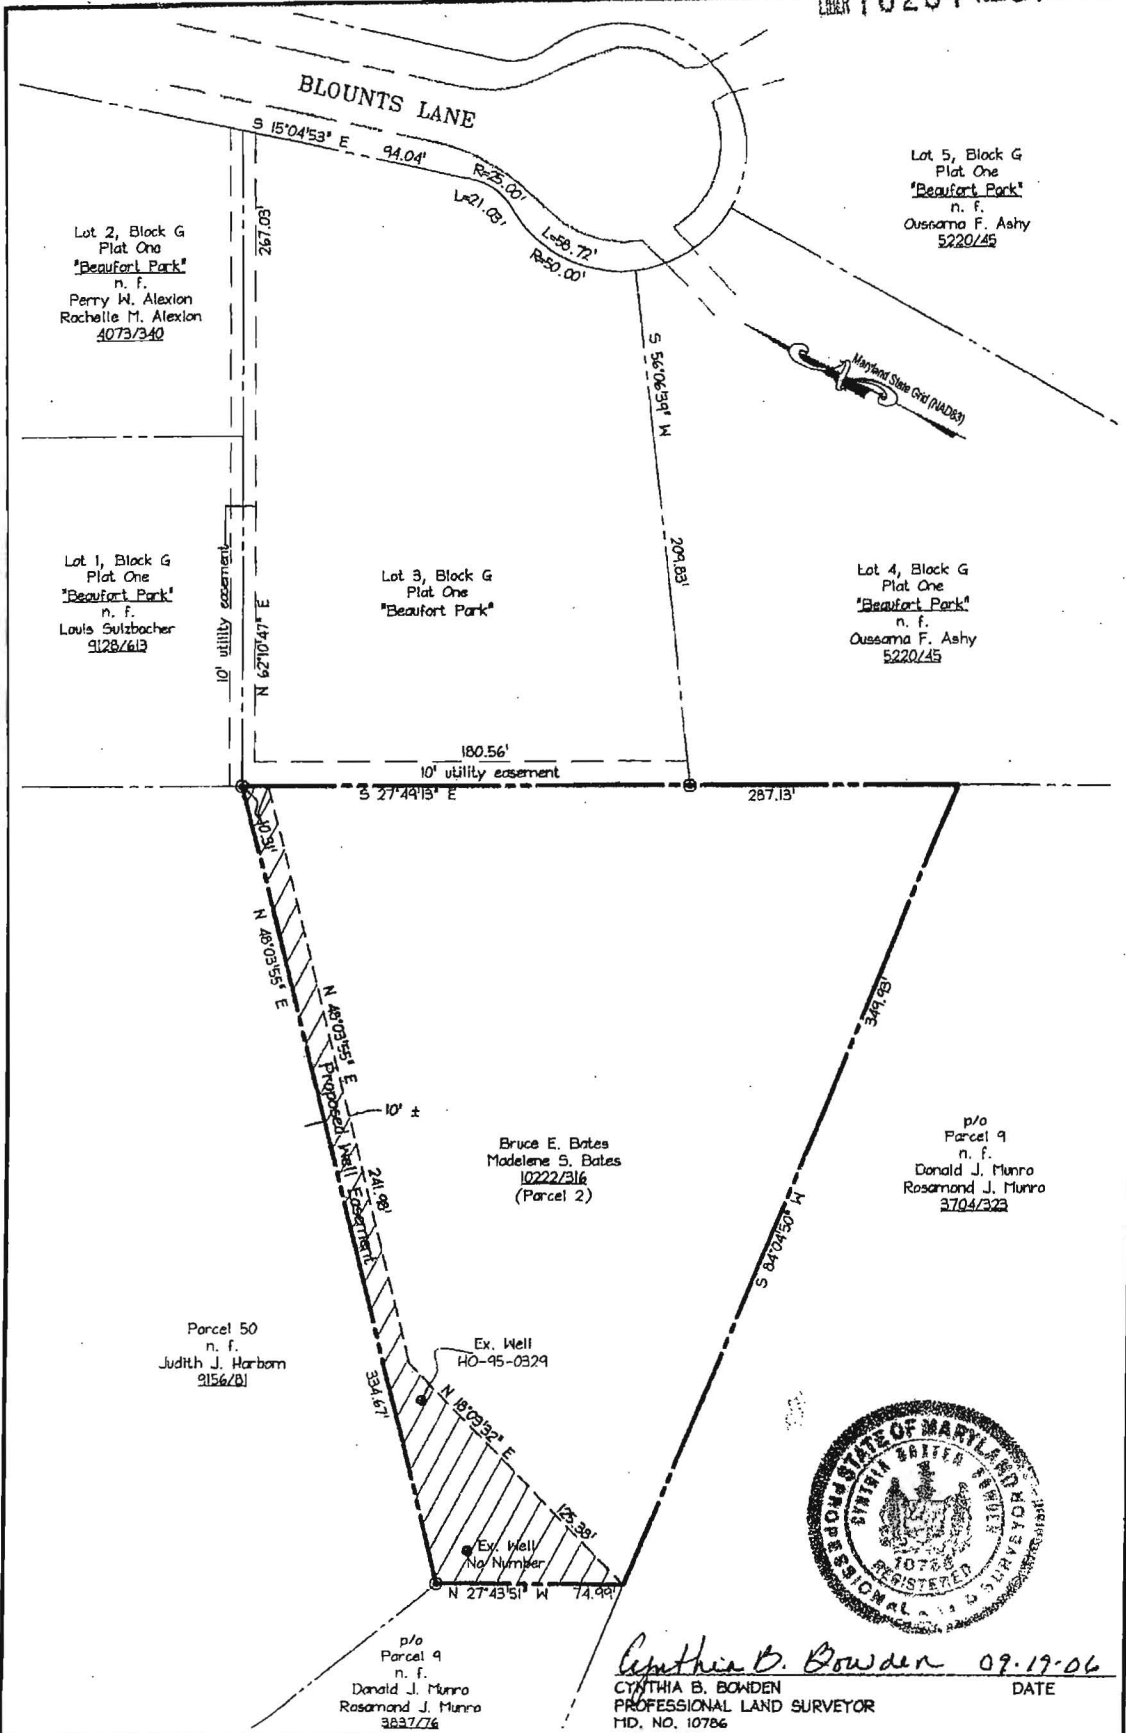 BLOUNTS LANE
S 15°04'53" E 94.04'
R=25.00'
L=21.03'
L=58.72'
R=50.00'
Lot 5, Block G
Plat One
"Beaufort Park"
n. f.
Oussama F. Ashy
5220/45
Lot 2, Block G
Plat One
"Beaufort Park"
n. f.
Perry W. Alexion
Rochelle M. Alexion
4073/340
267.03'
S 56°06'39" W
209.83'
Maryland State Grid (NAD83)
Lot 1, Block G
Plat One
"Beaufort Park"
n. f.
Louis Sulzbacher
9128/613
10' utility easement
N 62°10'47" E
Lot 3, Block G
Plat One
"Beaufort Park"
Lot 4, Block G
Plat One
"Beaufort Park"
n. f.
Oussama F. Ashy
5220/45
180.56'
10' utility easement
S 27°49'13" E
287.13'
10.31'
N 48°03'55" E
N 48°03'55" E
Proposed Well Easement
10' ±
241.98'
349.93'
S 84°04'50" W
Bruce E. Bates
Madelene S. Bates
10222/316
(Parcel 2)
p/o
Parcel 9
n. f.
Donald J. Munro
Rosamond J. Munro
3704/323
Parcel 50
n. f.
Judith J. Harbom
9156/81
334.67'
Ex. Well
HO-95-0329
N 18°03'32" E
125.38'
Ex. Well
No Number
N 27°43'51" W 74.99'
p/o
Parcel 9
n. f.
Donald J. Munro
Rosamond J. Munro
3837/76
STATE OF MARYLAND
PROFESSIONAL LAND SURVEYOR
CYNTHIA BOWDEN
10786
REGISTERED
Cynthia B. Bowden 09-19-06
CYNTHIA B. BOWDEN DATE
PROFESSIONAL LAND SURVEYOR
MD. NO. 10786